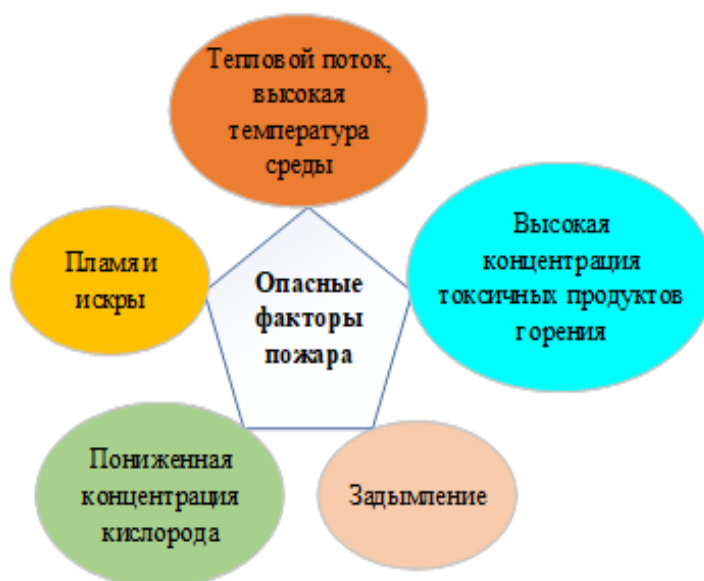 Тепловой поток,
высокая
температура
среды
Высокая
концентрация
токсичных продуктов
горения
Пламя и
искры
Опасные
факторы
пожара
Пониженная
концентрация
кислорода
Задымление